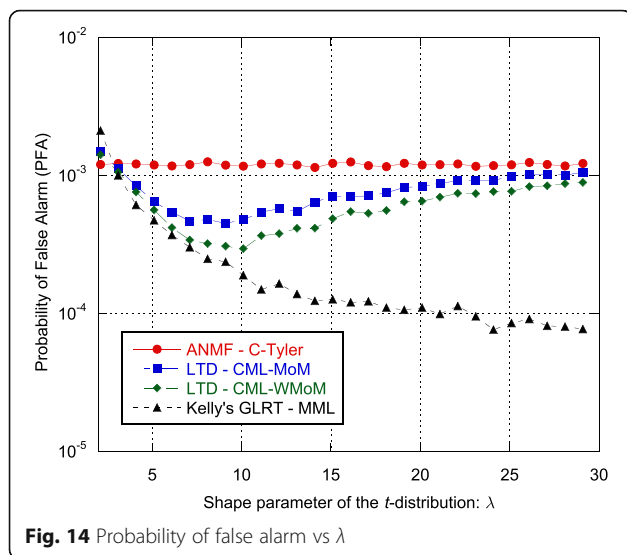 10-2
10-3
10-4
10-5
Probability of False Alarm (PFA)
ANMF - C-Tyler
LTD - CML-MoM
LTD - CML-WMoM
Kelly's GLRT - MML
5 10 15 20 25 30
Shape parameter of the t-distribution: λ
Fig. 14 Probability of false alarm vs λ